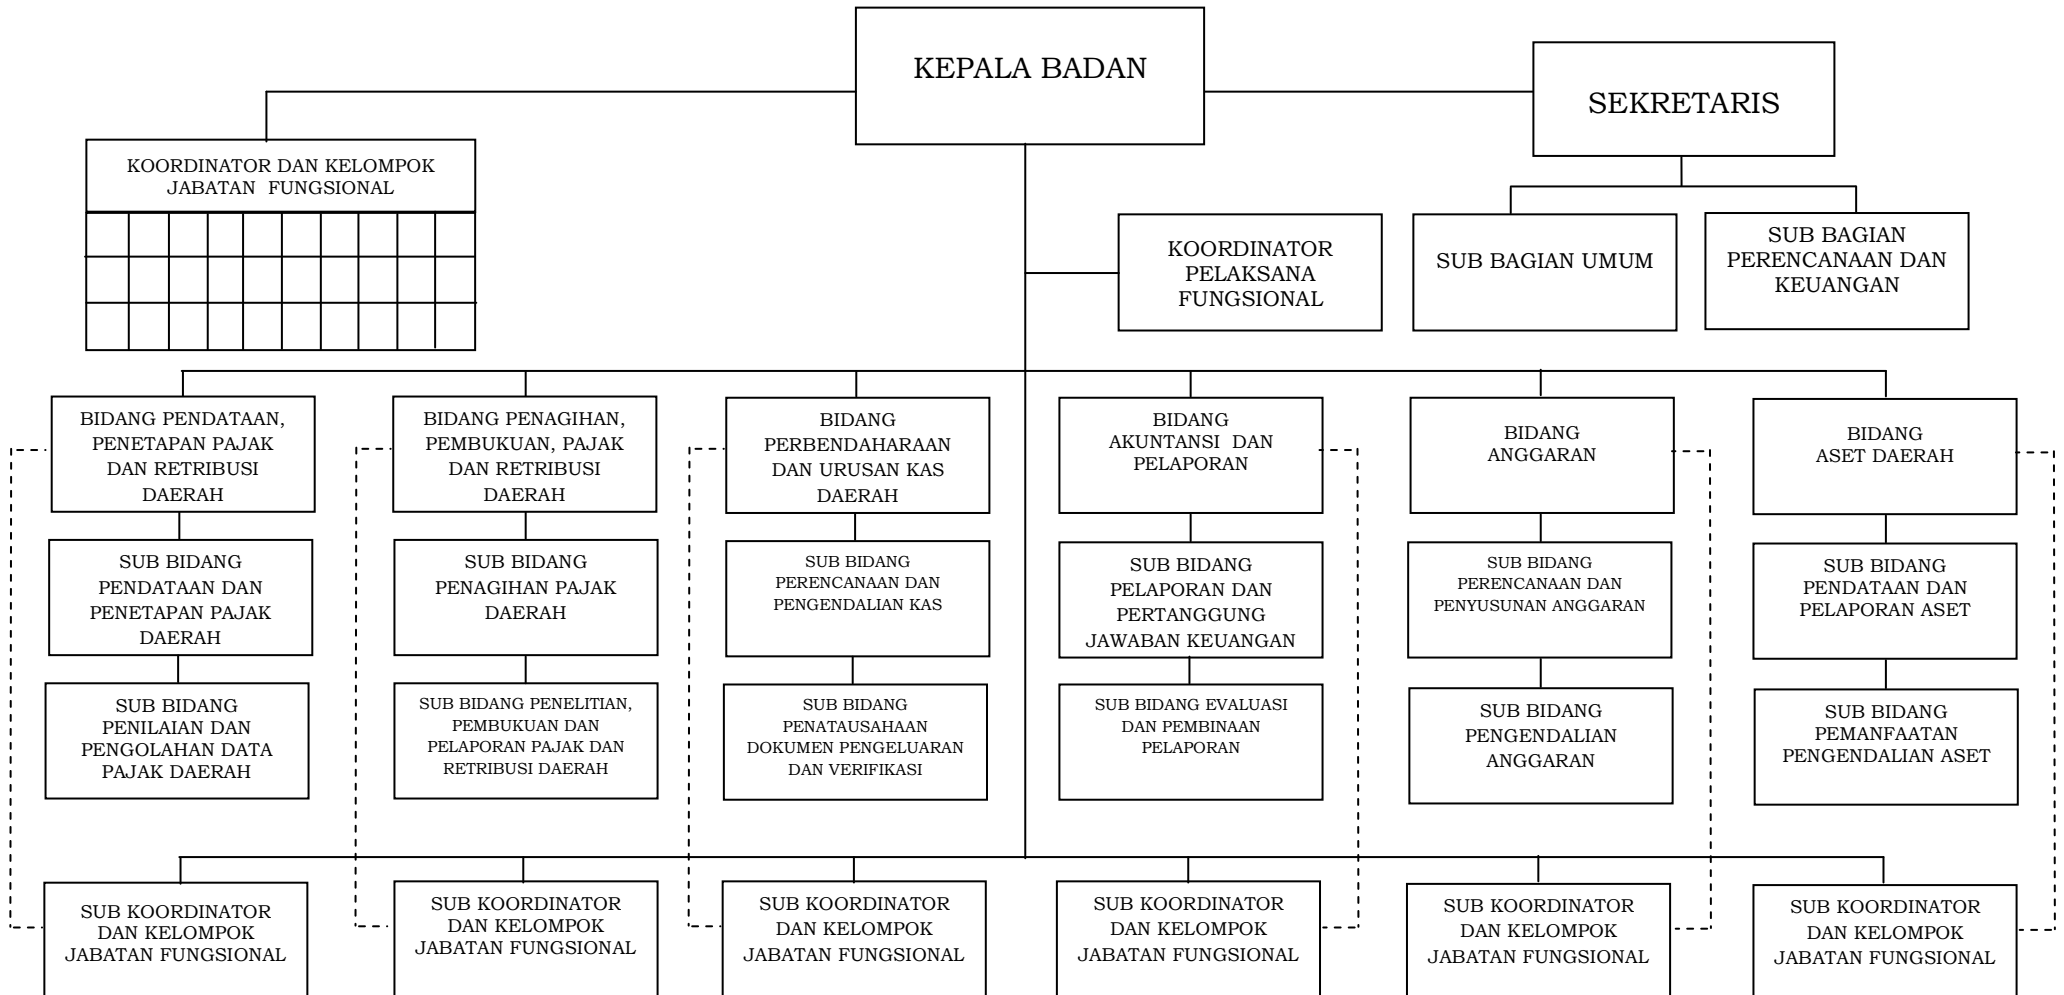 KEPALA BADAN
SEKRETARIS
KOORDINATOR DAN KELOMPOK
JABATAN FUNGSIONAL
KOORDINATOR
PELAKSANA
FUNGSIONAL
SUB BAGIAN UMUM
SUB BAGIAN
PERENCANAAN DAN
KEUANGAN
BIDANG PENDATAAN,
PENETAPAN PAJAK
DAN RETRIBUSI
DAERAH
BIDANG PENAGIHAN,
PEMBUKUAN, PAJAK
DAN RETRIBUSI
DAERAH
BIDANG
PERBENDAHARAAN
DAN URUSAN KAS
DAERAH
BIDANG
AKUNTANSI DAN
PELAPORAN
BIDANG
ANGGARAN
BIDANG
ASET DAERAH
SUB BIDANG
PENDATAAN DAN
PENETAPAN PAJAK
DAERAH
SUB BIDANG
PENAGIHAN PAJAK
DAERAH
SUB BIDANG
PERENCANAAN DAN
PENGENDALIAN KAS
SUB BIDANG
PELAPORAN DAN
PERTANGGUNG
JAWABAN KEUANGAN
SUB BIDANG
PERENCANAAN DAN
PENYUSUNAN ANGGARAN
SUB BIDANG
PENDATAAN DAN
PELAPORAN ASET
SUB BIDANG
PENILAIAN DAN
PENGOLAHAN DATA
PAJAK DAERAH
SUB BIDANG PENELITIAN,
PEMBUKUAN DAN
PELAPORAN PAJAK DAN
RETRIBUSI DAERAH
SUB BIDANG
PENATAUSAHAAN
DOKUMEN PENGELUARAN
DAN VERIFIKASI
SUB BIDANG EVALUASI
DAN PEMBINAAN
PELAPORAN
SUB BIDANG
PENGENDALIAN
ANGGARAN
SUB BIDANG
PEMANFAATAN
PENGENDALIAN ASET
SUB KOORDINATOR
DAN KELOMPOK
JABATAN FUNGSIONAL
SUB KOORDINATOR
DAN KELOMPOK
JABATAN FUNGSIONAL
SUB KOORDINATOR
DAN KELOMPOK
JABATAN FUNGSIONAL
SUB KOORDINATOR
DAN KELOMPOK
JABATAN FUNGSIONAL
SUB KOORDINATOR
DAN KELOMPOK
JABATAN FUNGSIONAL
SUB KOORDINATOR
DAN KELOMPOK
JABATAN FUNGSIONAL